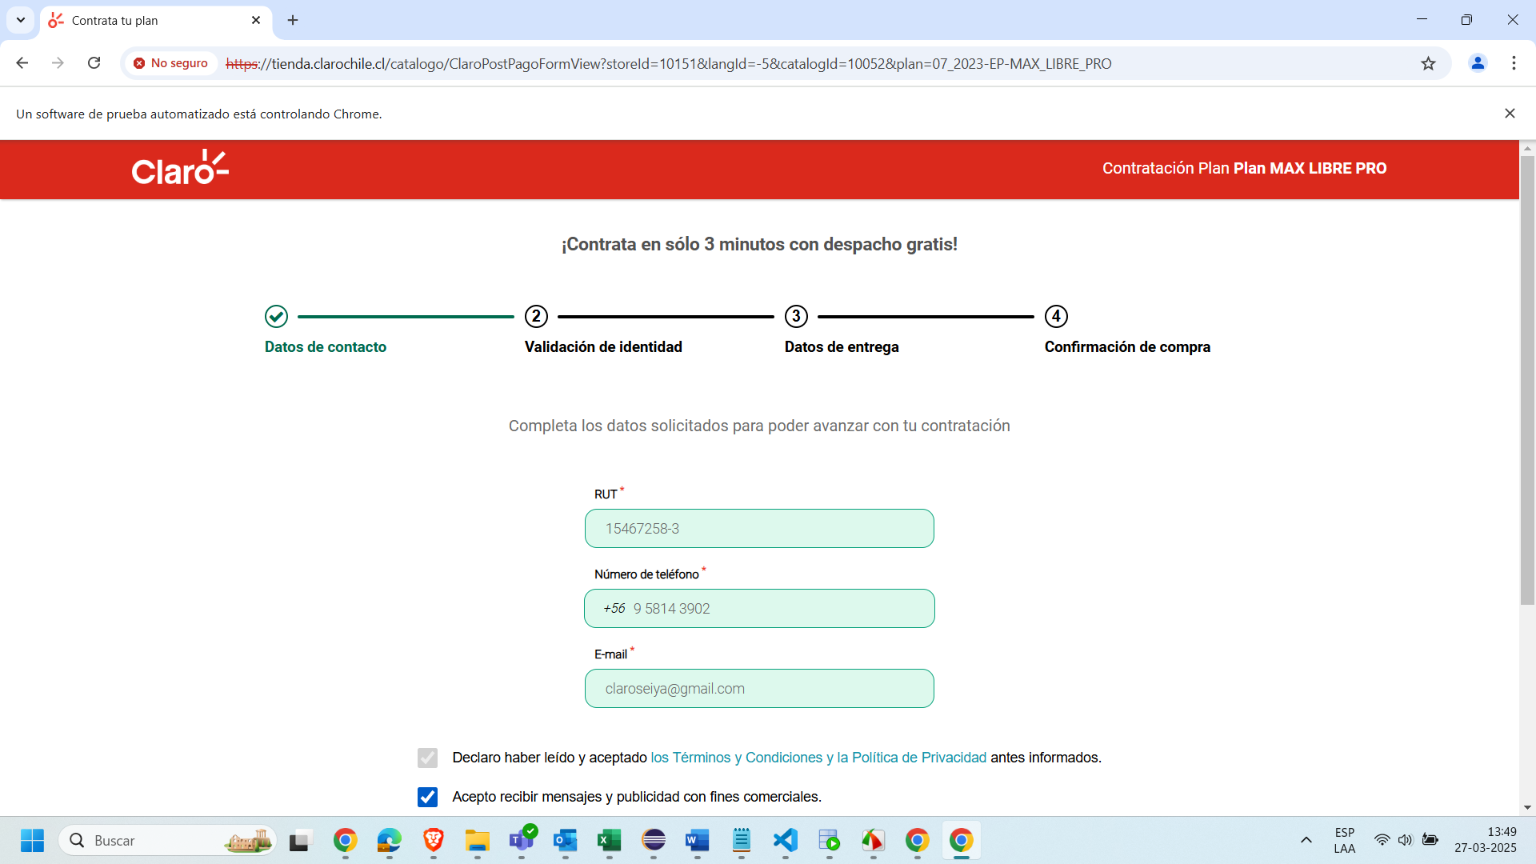 Contrata tu plan
No seguro
https://tienda.clarochile.cl/catalogo/ClaroPostPagoFormView?storeId=10151&langId=-5&catalogId=10052&plan=07_2023-EP-MAX_LIBRE_PRO
Un software de prueba automatizado está controlando Chrome.
Claro
Contratación Plan Plan MAX LIBRE PRO
¡Contrata en sólo 3 minutos con despacho gratis!
2
3
4
Datos de contacto
Validación de identidad
Datos de entrega
Confirmación de compra
Completa los datos solicitados para poder avanzar con tu contratación
RUT *
15467258-3
Número de teléfono *
+56 9 5814 3902
E-mail *
claroseiya@gmail.com
Declaro haber leído y aceptado los Términos y Condiciones y la Política de Privacidad antes informados.
Acepto recibir mensajes y publicidad con fines comerciales.
Buscar
ESP
LAA
13:49
27-03-2025